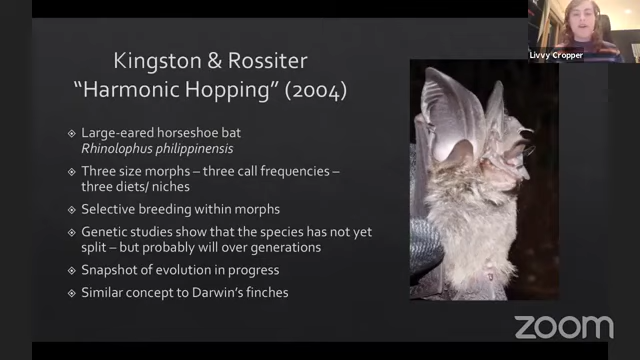 Livvy Cropper
Kingston & Rossiter
“Harmonic Hopping” (2004)
Large-eared horseshoe bat
Rhinolophus philippinensis
Three size morphs – three call frequencies –
three diets/ niches
Selective breeding within morphs
Genetic studies show that the species has not yet
split – but probably will over generations
Snapshot of evolution in progress
Similar concept to Darwin’s finches
zoom